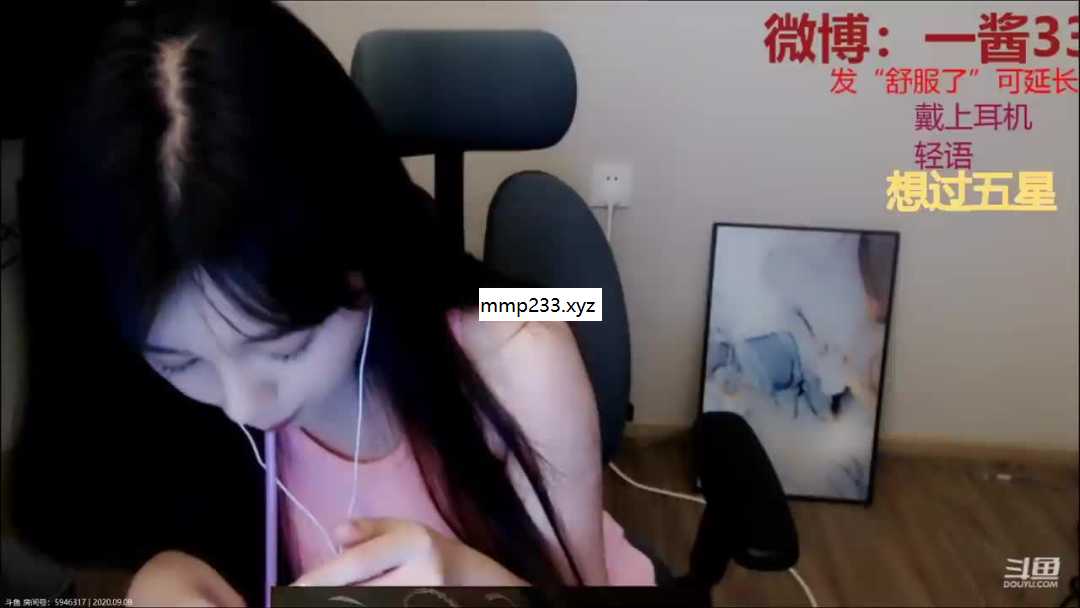 微博：一酱33
发“舒服了”可延长
戴上耳机
轻语
想过五星
mmp233.xyz
斗鱼
DOUYU.COM
斗鱼 房间号：5946317 | 2020.09.09